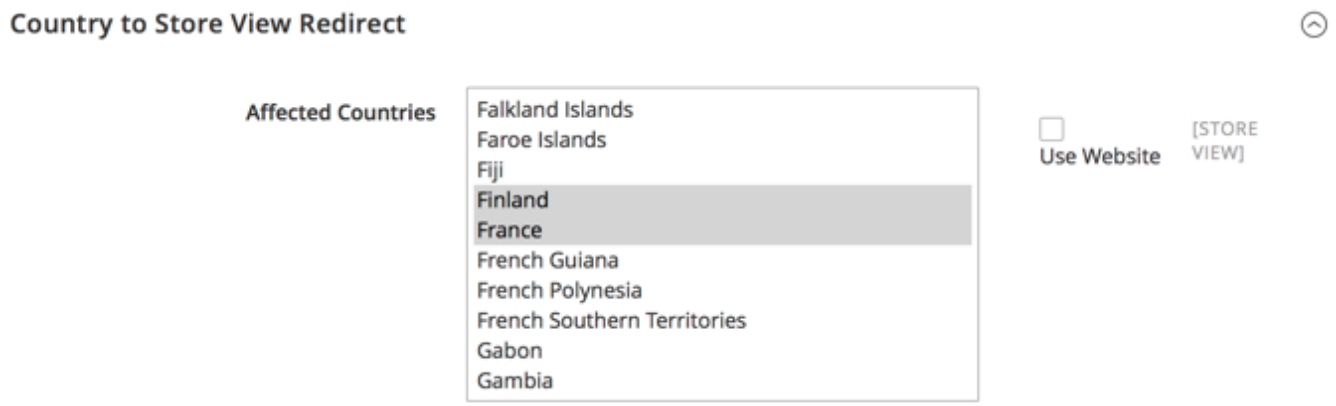 Country to Store View Redirect
Affected Countries
Falkland Islands
Faroe Islands
Fiji
Finland
France
French Guiana
French Polynesia
French Southern Territories
Gabon
Gambia
Use Website
[STORE
VIEW]